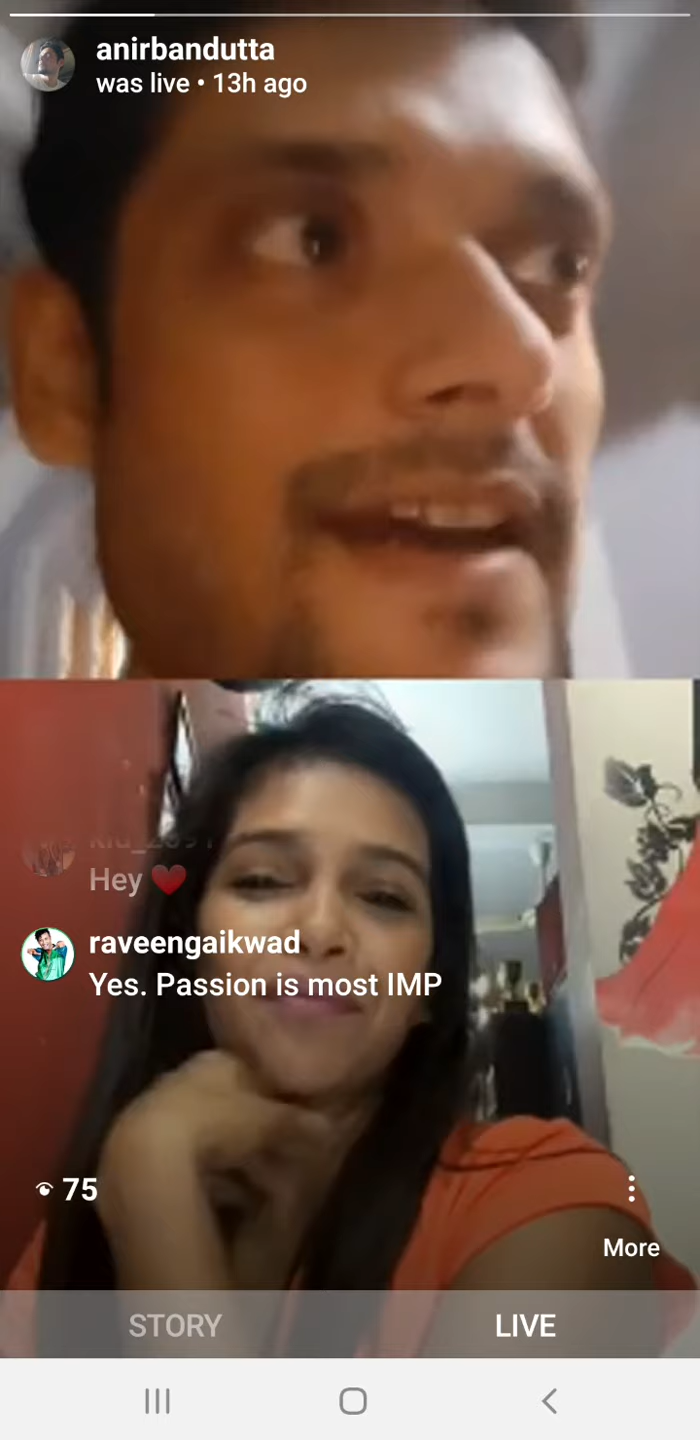 anirbandutta
was live • 13h ago
Hey ❤️
raveengaikwad
Yes. Passion is most IMP
75
More
STORY
LIVE